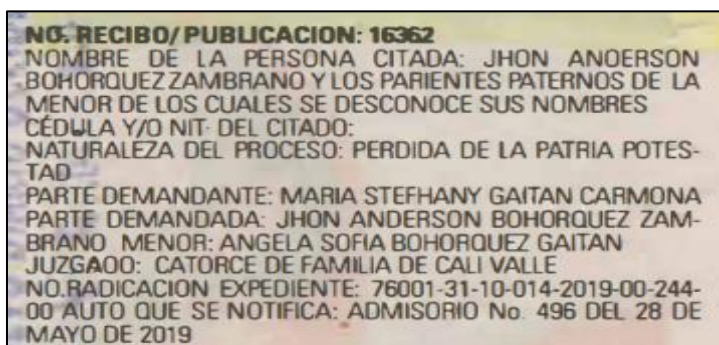 NO. RECIBO/PUBLICACION: 16362
NOMBRE DE LA PERSONA CITADA: JHON ANOERSON
BOHORQUEZ ZAMBRANO Y LOS PARIENTES PATERNOS DE LA
MENOR DE LOS CUALES SE DESCONOCE SUS NOMBRES
CÉDULA Y/O NIT· DEL CITADO:
NATURALEZA DEL PROCESO: PERDIDA DE LA PATRIA POTES-
TAD
PARTE DEMANDANTE: MARIA STEFHANY GAITAN CARMONA
PARTE DEMANDADA: JHON ANDERSON BOHORQUEZ ZAM-
BRANO MENOR: ANGELA SOFIA BOHORQUEZ GAITAN
JUZGAOO: CATORCE DE FAMILIA DE CALI VALLE
NO.RADICACION EXPEDIENTE: 76001-31-10-014-2019-00-244-
00 AUTO QUE SE NOTIFICA: ADMISORIO No. 496 DEL 28 DE
MAYO DE 2019